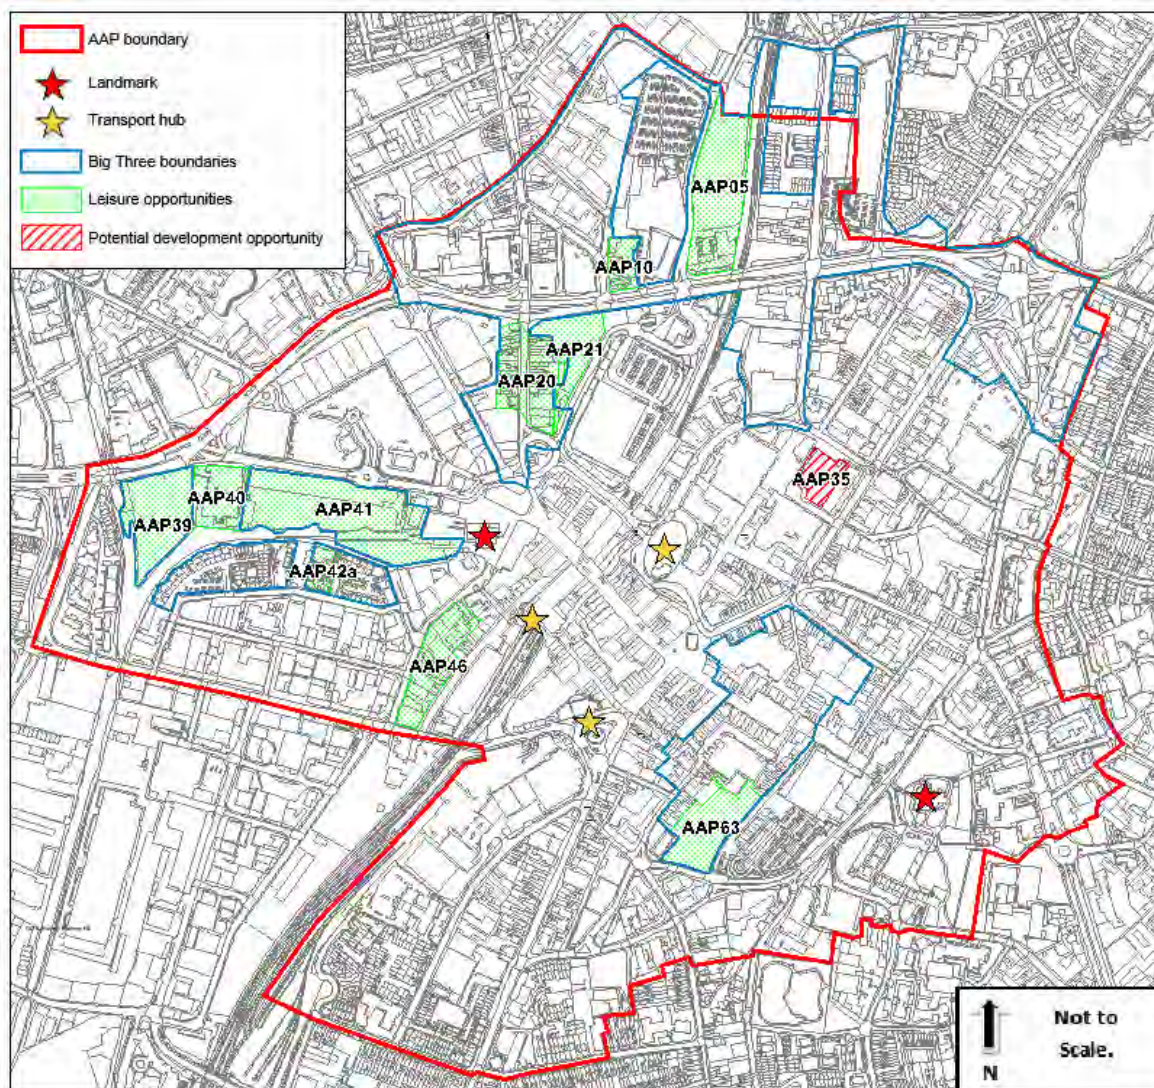 AAP boundary
Landmark
Transport hub
Big Three boundaries
Leisure opportunities
Potential development opportunity
AAP05
AAP10
AAP21
AAP20
AAP35
AAP40
AAP41
AAP39
AAP42a
AAP46
AAP63
Not to
Scale.
N